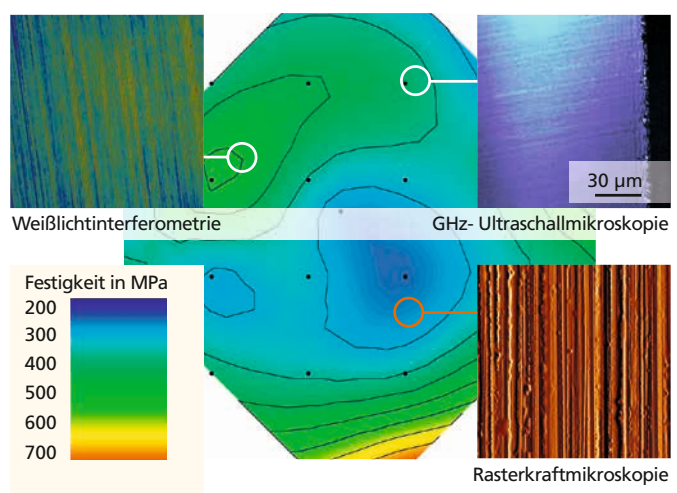 30 µm
Weißlichtinterferometrie
GHz- Ultraschallmikroskopie
Festigkeit in MPa
200
300
400
500
600
700
Rasterkraftmikroskopie